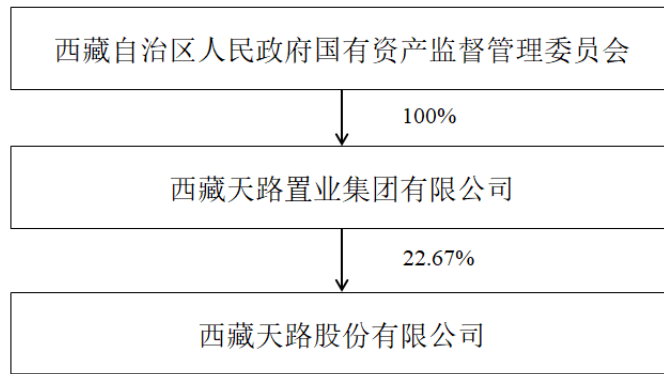 西藏自治区人民政府国有资产监督管理委员会
100%
西藏天路置业集团有限公司
22.67%
西藏天路股份有限公司